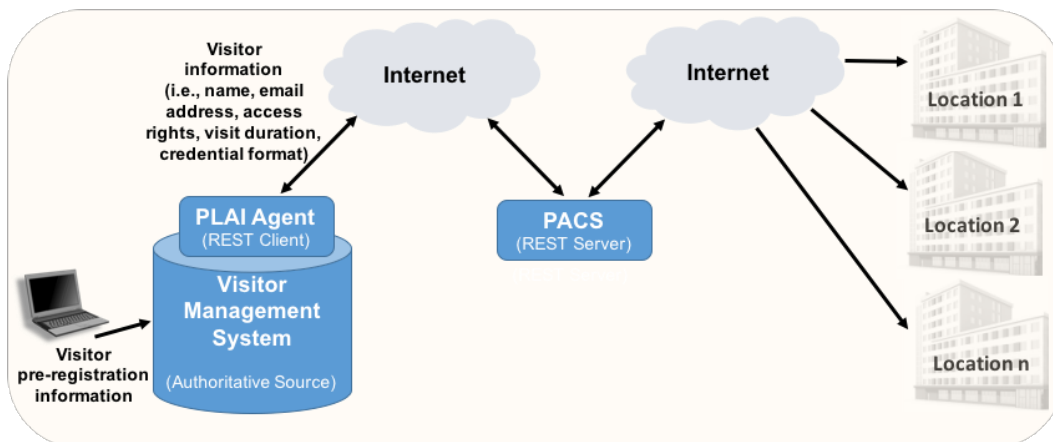 Visitor
information
(i.e., name, email
address, access
rights, visit duration,
credential format)
Internet
Internet
Location 1
PLAI Agent
(REST Client)
PACS
(REST Server)
Location 2
Visitor
Management
System
(Authoritative Source)
Visitor
pre-registration
information
Location n